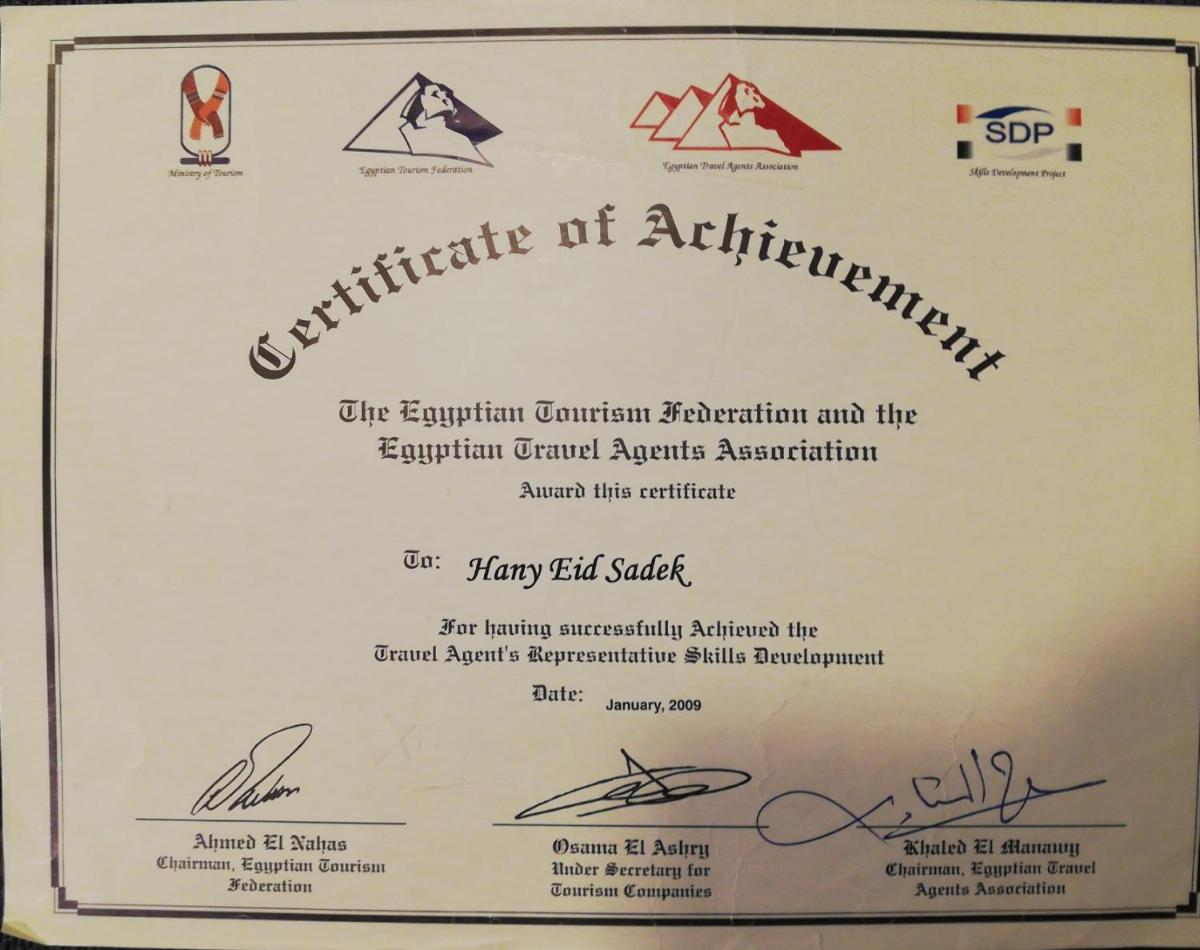 Ministry of Tourism
Egyptian Tourism Federation
Egyptian Travel Agents Association
SDP
Skills Development Project
Certificate of Achievement
The Egyptian Tourism Federation and the
Egyptian Travel Agents Association
Award this certificate
To: Hany Eid Sadek
For having successfully Achieved the
Travel Agent's Representative Skills Development
Date: January, 2009
Ahmed El Nahas
Chairman, Egyptian Tourism
Federation
Osama El Ashry
Under Secretary for
Tourism Companies
Khaled El Manawy
Chairman, Egyptian Travel
Agents Association